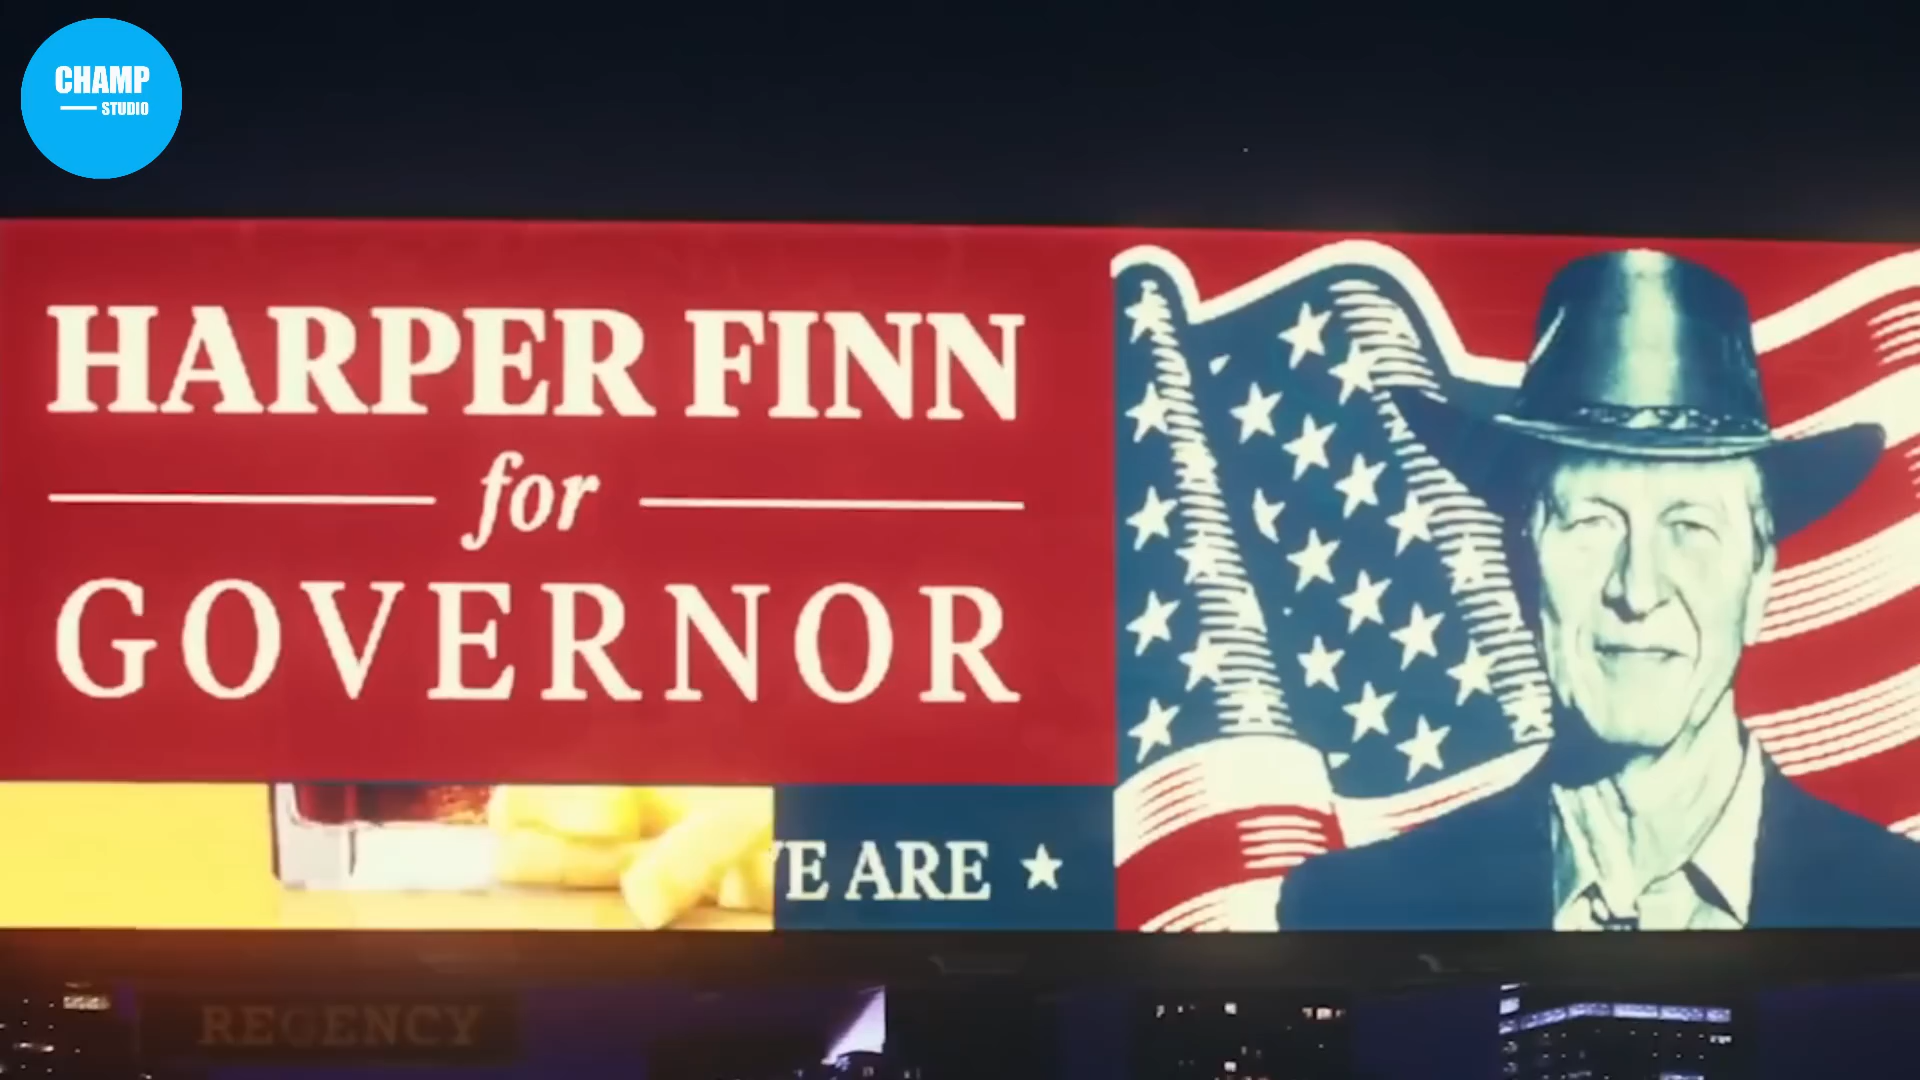 CHAMP
STUDIO
HARPER FINN
for
GOVERNOR
E ARE
REGENCY